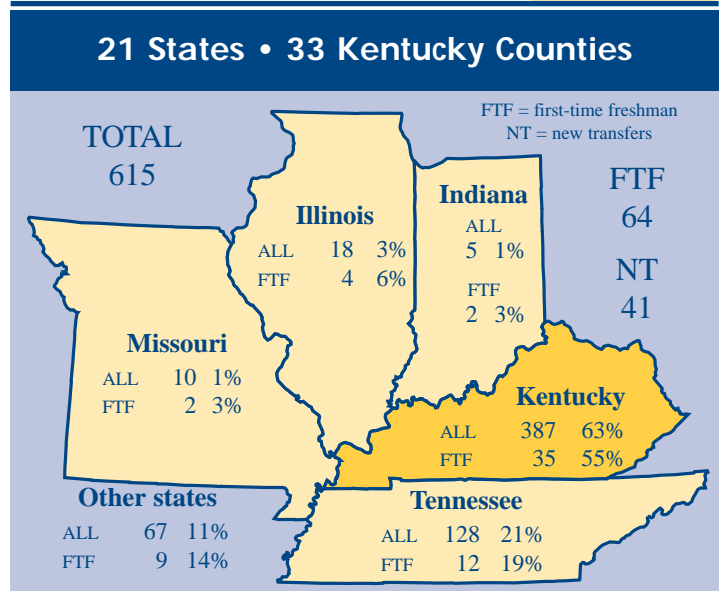 21 States • 33 Kentucky Counties
FTF = first-time freshman
NT = new transfers
TOTAL
615
FTF
64
NT
41
Illinois
ALL 18 3%
FTF 4 6%
Indiana
ALL
5 1%
FTF
2 3%
Missouri
ALL 10 1%
FTF 2 3%
Kentucky
ALL 387 63%
FTF 35 55%
Other states
ALL 67 11%
FTF 9 14%
Tennessee
ALL 128 21%
FTF 12 19%